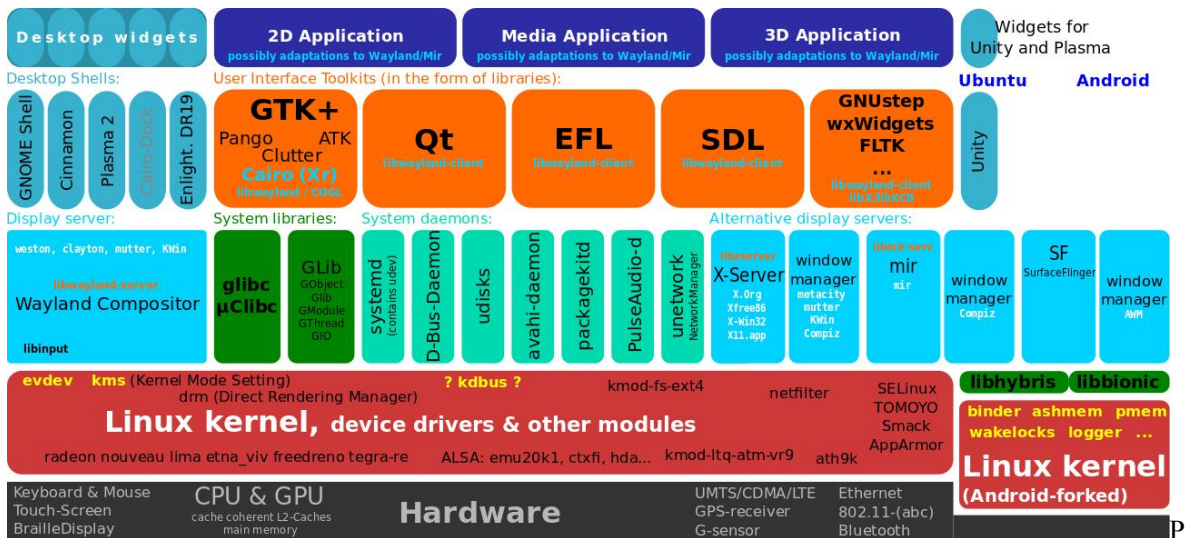 Desktop widgets
2D Application
possibly adaptations to Wayland/Mir
Media Application
possibly adaptations to Wayland/Mir
3D Application
possibly adaptations to Wayland/Mir
Widgets for
Unity and Plasma
Desktop Shells:
User Interface Toolkits (in the form of libraries):
Ubuntu
Android
GNOME Shell
Cinnamon
Plasma 2
Cairo-Dock
Enlight. DR19
GTK+
Pango
ATK
Clutter
Cairo (Xr)
libwayland / COGL
Qt
libwayland-client
EFL
libwayland-client
SDL
libwayland-client
GNUstep
wxWidgets
FLTK
...
libwayland-client
libX/libXCB
Unity
Display server:
System libraries:
System daemons:
Alternative display servers:
weston, clayton, mutter, KWin
libwayland-server
Wayland Compositor
libinput
glibc
µClibc
GLib
GObject
Glib
GModule
GThread
GIO
systemd
(contains udev)
D-Bus-Daemon
udisks
avahi-daemon
packagekitd
PulseAudio-d
unetwork
NetworkManager
libxserver
X-Server
X.Org
Xfree86
X-Win32
X11.app
window
manager
metacity
mutter
KWin
Compiz
libmir-serv
mir
mir
window
manager
Compiz
SF
SurfaceFlinger
window
manager
AWM
evdev kms (Kernel Mode Setting)
drm (Direct Rendering Manager)
? kdbus ?
kmod-fs-ext4
netfilter
SELinux
TOMOYO
Smack
AppArmor
Linux kernel, device drivers & other modules
radeon nouveau lima etna_viv freedreno tegra-re
ALSA: emu20k1, ctxfi, hda...
kmod-ltq-atm-vr9
ath9k
libhybris
libbionic
binder ashmem pmem
wakelocks logger ...
Linux kernel
(Android-forked)
Keyboard & Mouse
Touch-Screen
BrailleDisplay
CPU & GPU
cache coherent L2-Caches
main memory
Hardware
UMTS/CDMA/LTE
GPS-receiver
G-sensor
Ethernet
802.11-(abc)
Bluetooth
P